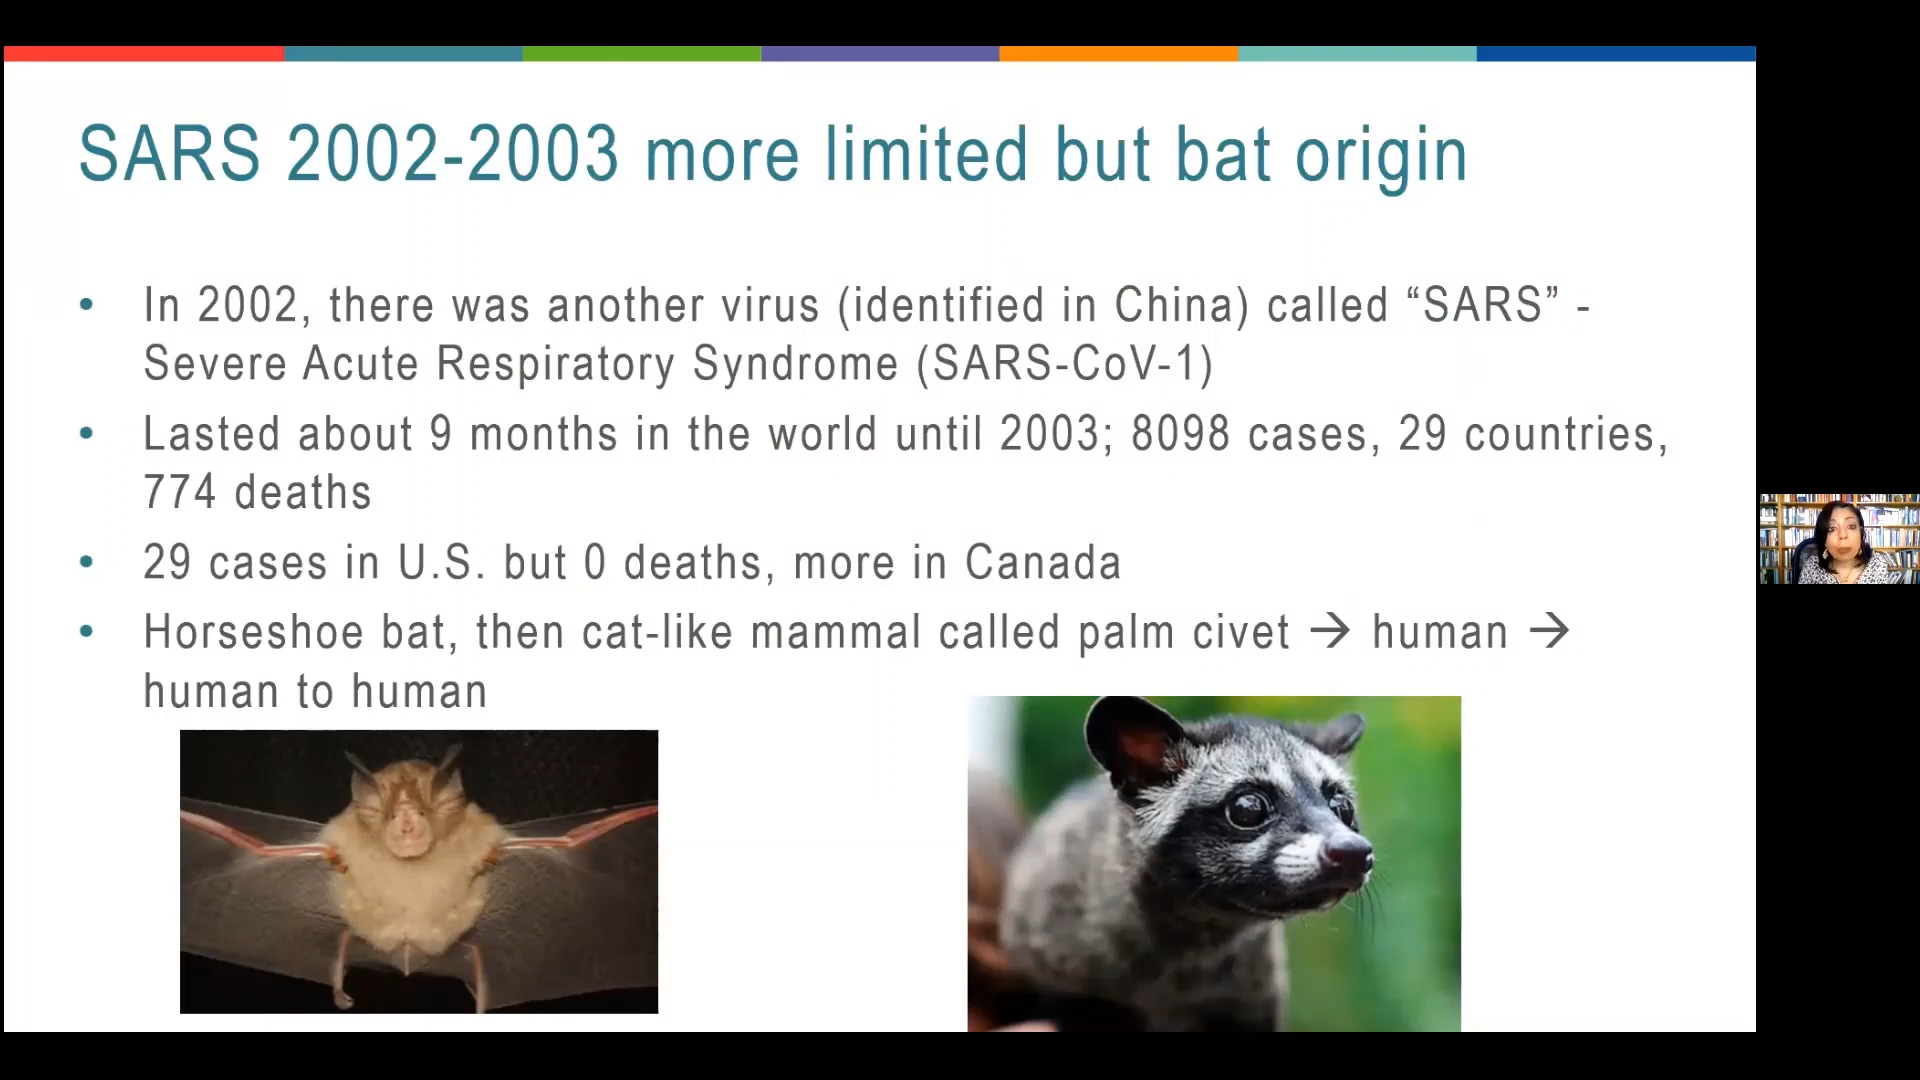 SARS 2002-2003 more limited but bat origin
• In 2002, there was another virus (identified in China) called “SARS” -
Severe Acute Respiratory Syndrome (SARS-CoV-1)
• Lasted about 9 months in the world until 2003; 8098 cases, 29 countries,
774 deaths
• 29 cases in U.S. but 0 deaths, more in Canada
• Horseshoe bat, then cat-like mammal called palm civet → human →
human to human